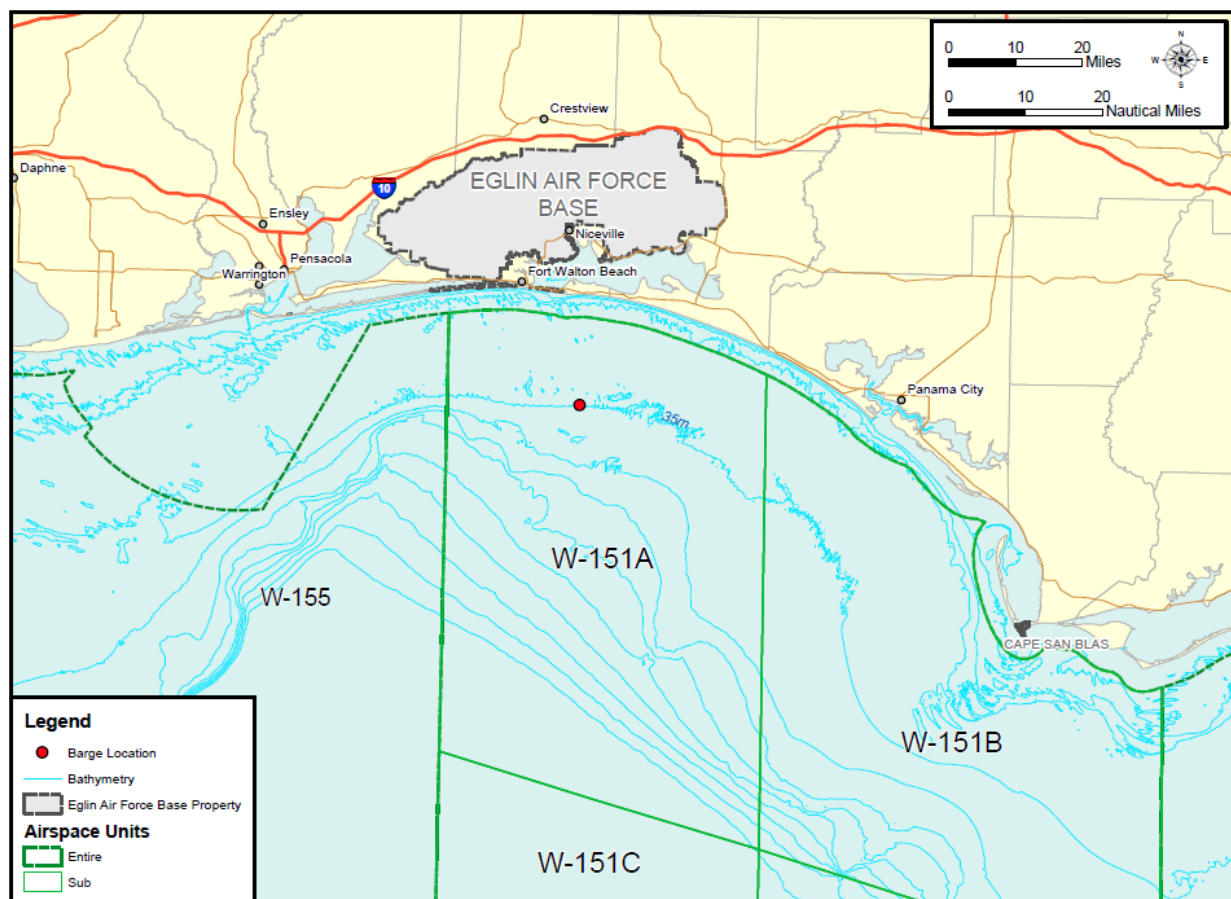 0 10 20
Miles
0 10 20
Nautical Miles
N
W E
S
Crestview
Daphne
10
EGLIN AIR FORCE
BASE
Ensley
Niceville
Pensacola
Warrington
Fort Walton Beach
Panama City
35m
W-151A
W-155
CAPE SAN BLAS
W-151B
W-151C
Legend
Barge Location
Bathymetry
Eglin Air Force Base Property
Airspace Units
Entire
Sub